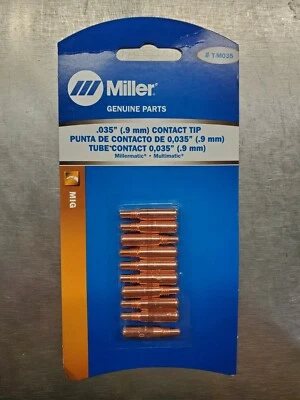 # T-M035
Miller®
GENUINE PARTS
.035" (.9 mm) CONTACT TIP
PUNTA DE CONTACTO DE 0,035" (.9 mm)
TUBE CONTACT 0,035" (.9 mm)
Millermatic® • Multimatic®
MIG